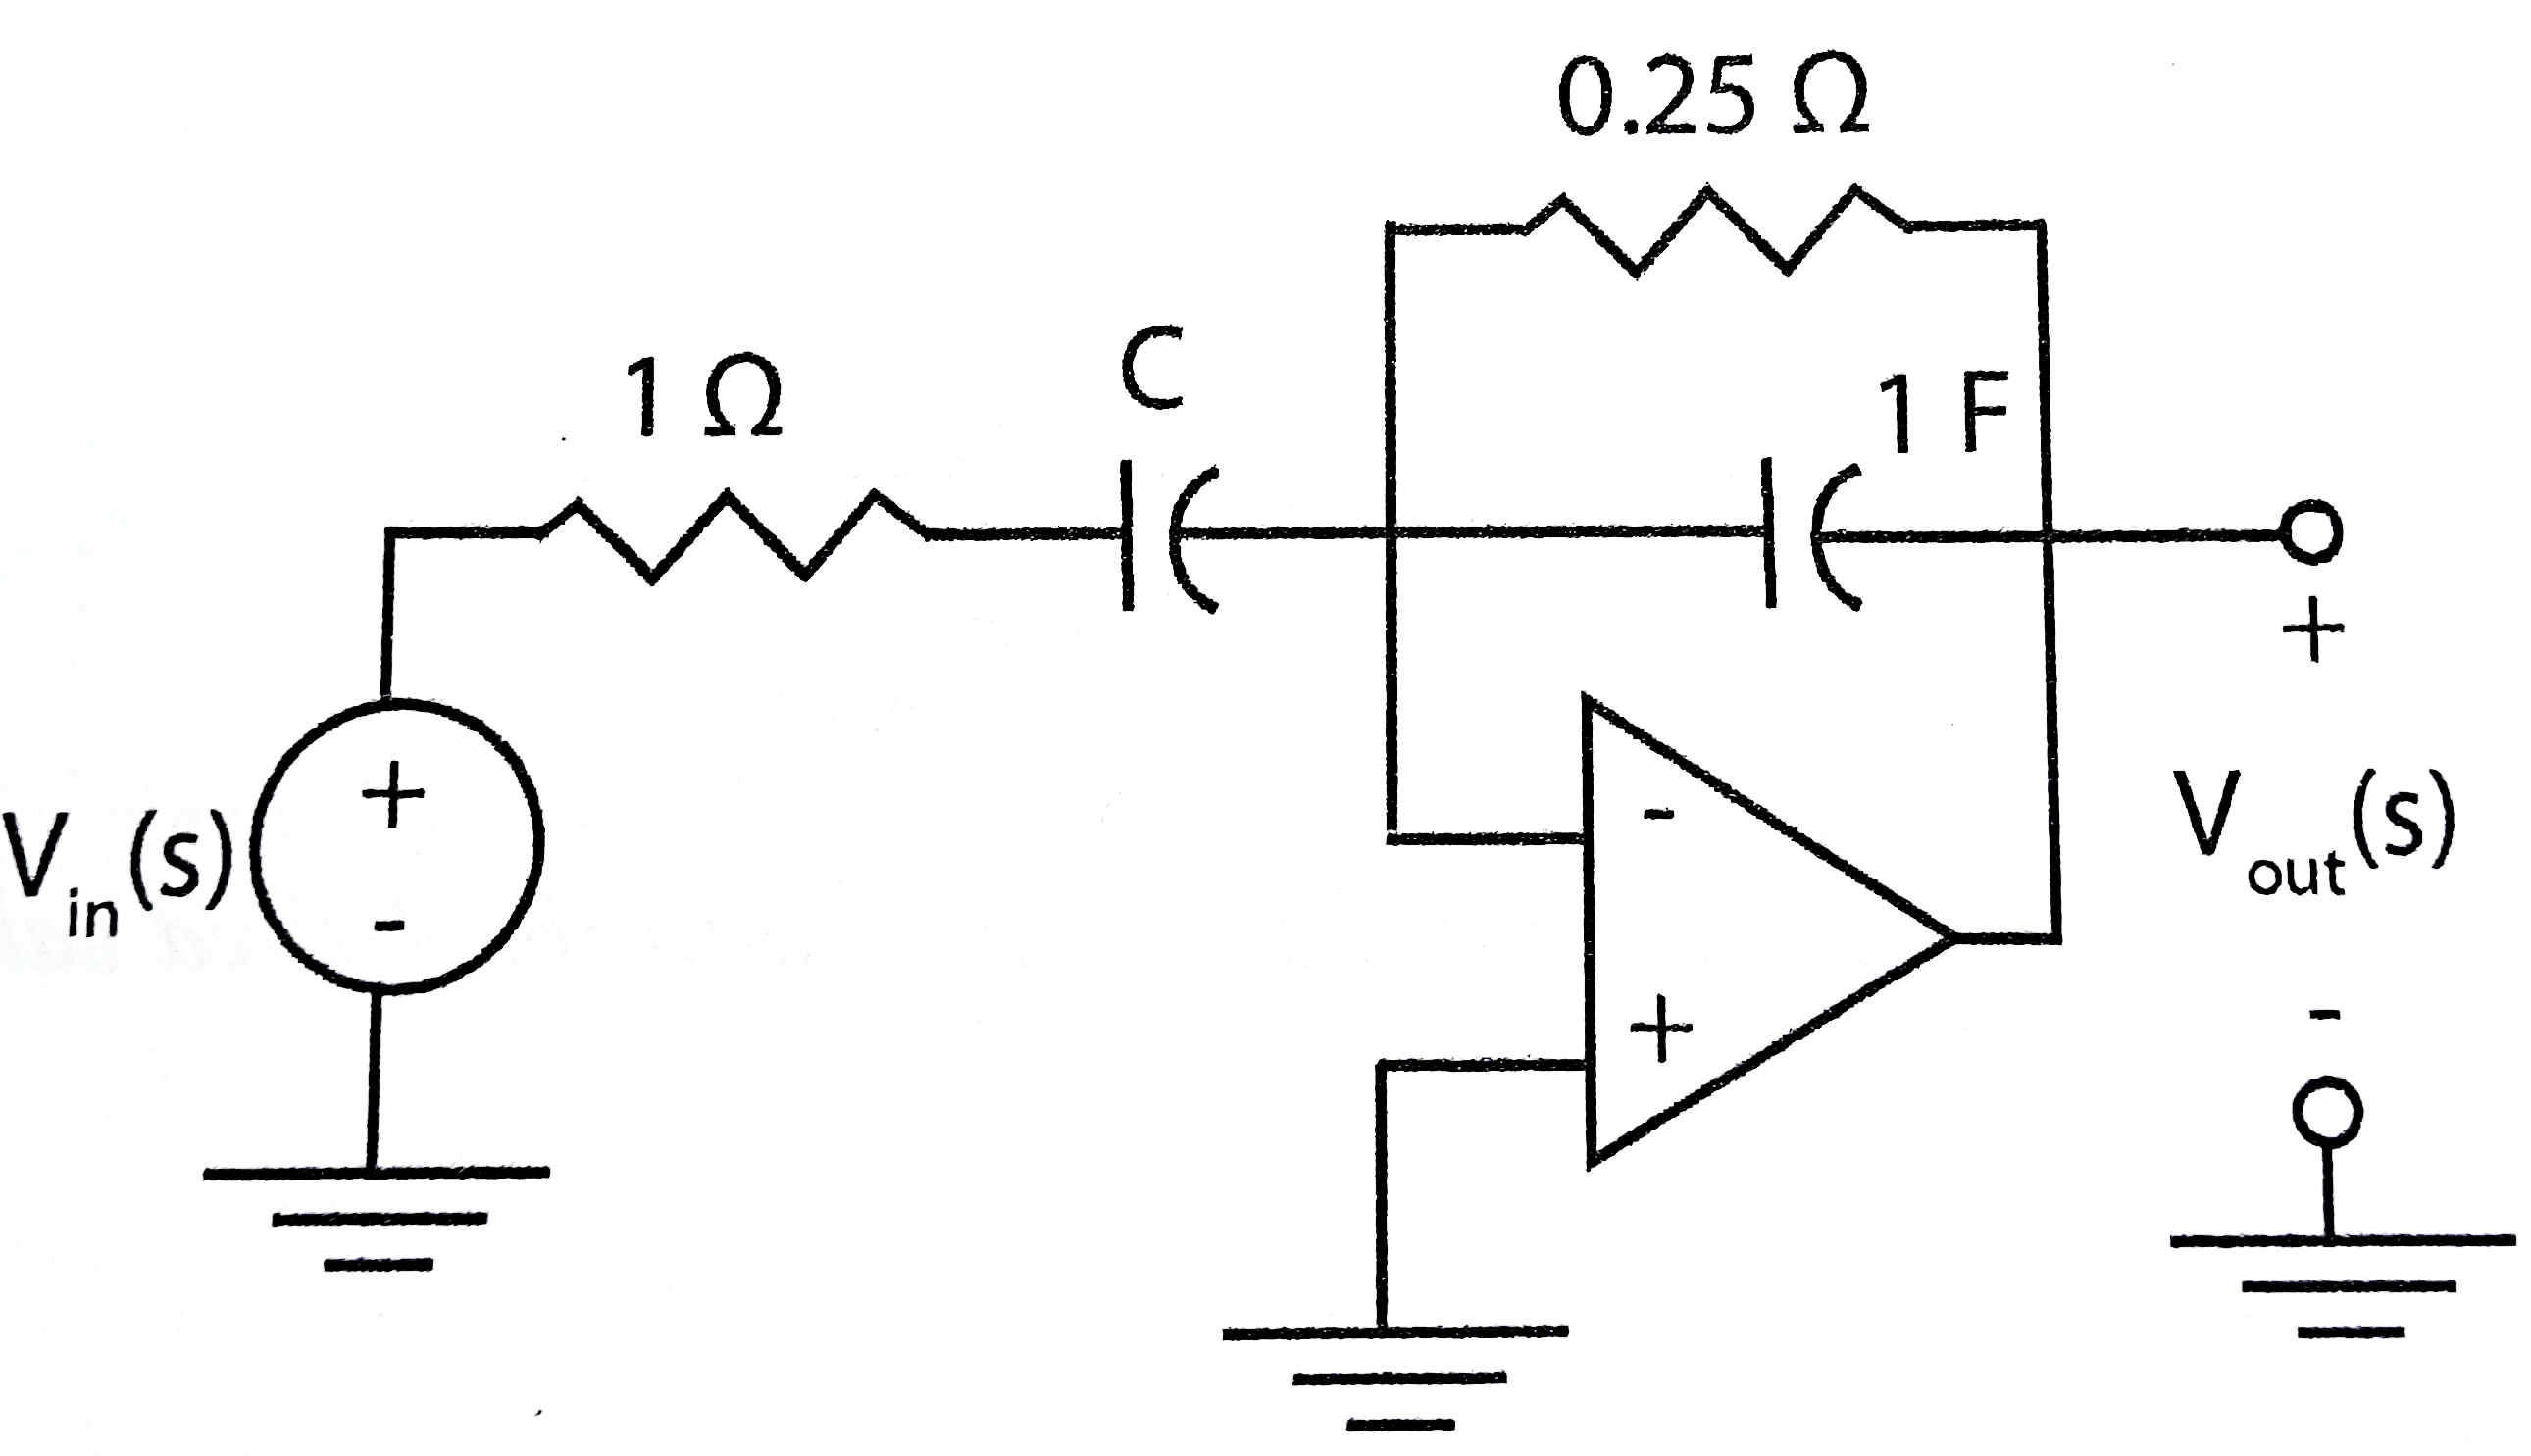 0.25 Ω
1 Ω
C
1 F
+
-
V_in(s)
-
+
+
V_out(s)
-